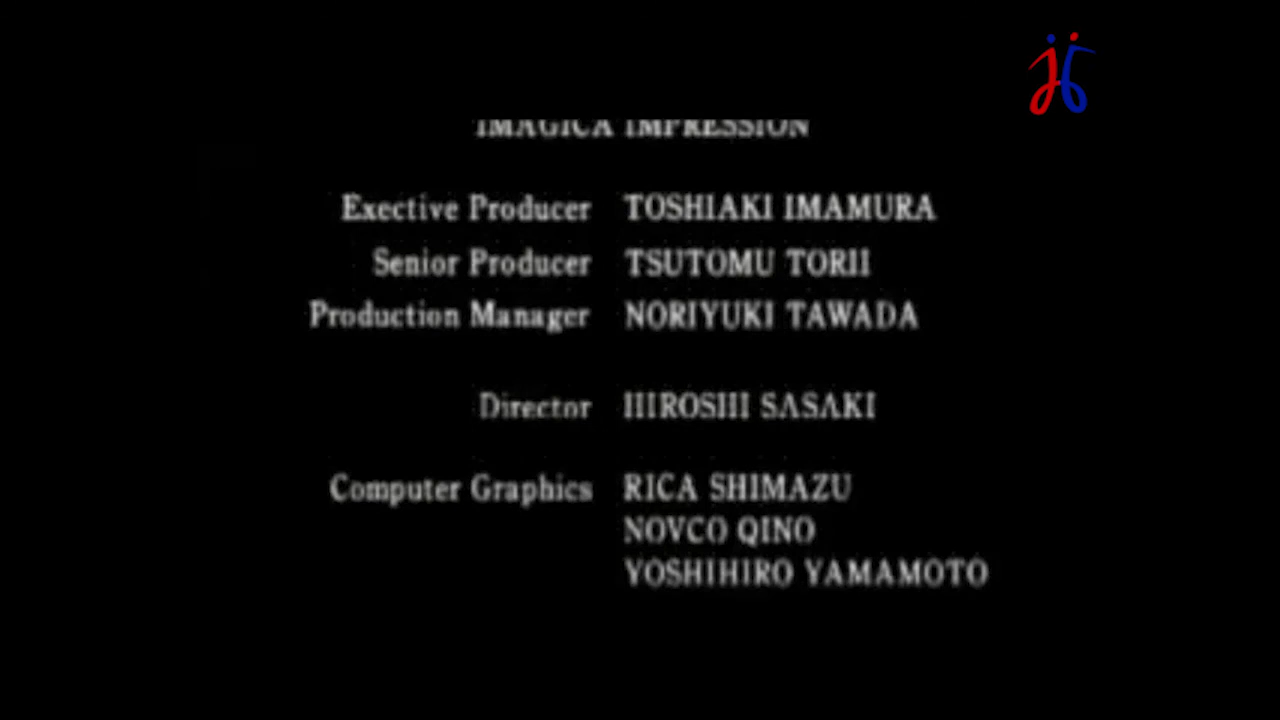 IMAGICA IMPRESSION
Exective Producer TOSHIAKI IMAMURA
Senior Producer TSUTOMU TORII
Production Manager NORIYUKI TAWADA
Director HIROSHI SASAKI
Computer Graphics RICA SHIMAZU
NOVCO QINO
YOSHIHIRO YAMAMOTO